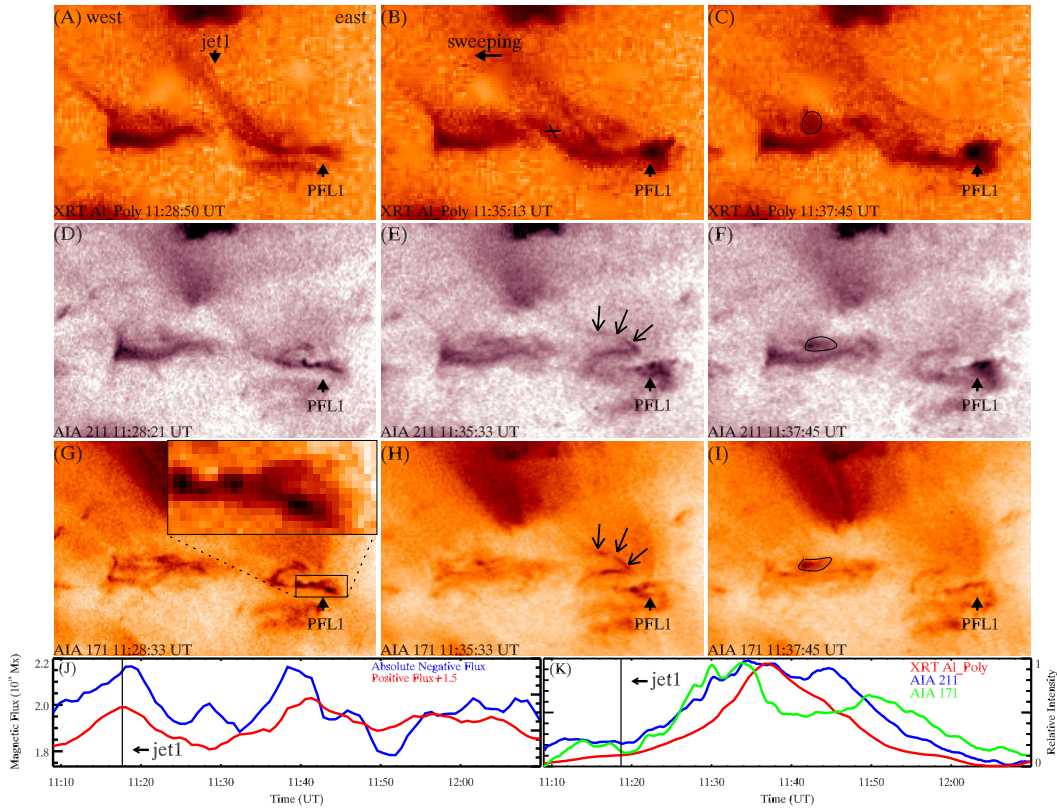 (A) west east
jet1
PFL1
XRT Al_Poly 11:28:50 UT
(B)
sweeping
PFL1
XRT Al_Poly 11:35:13 UT
(C)
PFL1
XRT Al_Poly 11:37:45 UT
(D)
PFL1
AIA 211 11:28:21 UT
(E)
PFL1
AIA 211 11:35:33 UT
(F)
PFL1
AIA 211 11:37:45 UT
(G)
PFL1
AIA 171 11:28:33 UT
(H)
PFL1
AIA 171 11:35:33 UT
(I)
PFL1
AIA 171 11:37:45 UT
(J)
Absolute Negative Flux
Positive Flux+1.5
jet1
2.2
2.0
1.8
11:10 11:20 11:30 11:40 11:50 12:00
Time (UT)
(K)
XRT Al_Poly
AIA 211
AIA 171
jet1
1
0
Relative Intensity
11:10 11:20 11:30 11:40 11:50 12:00
Time (UT)